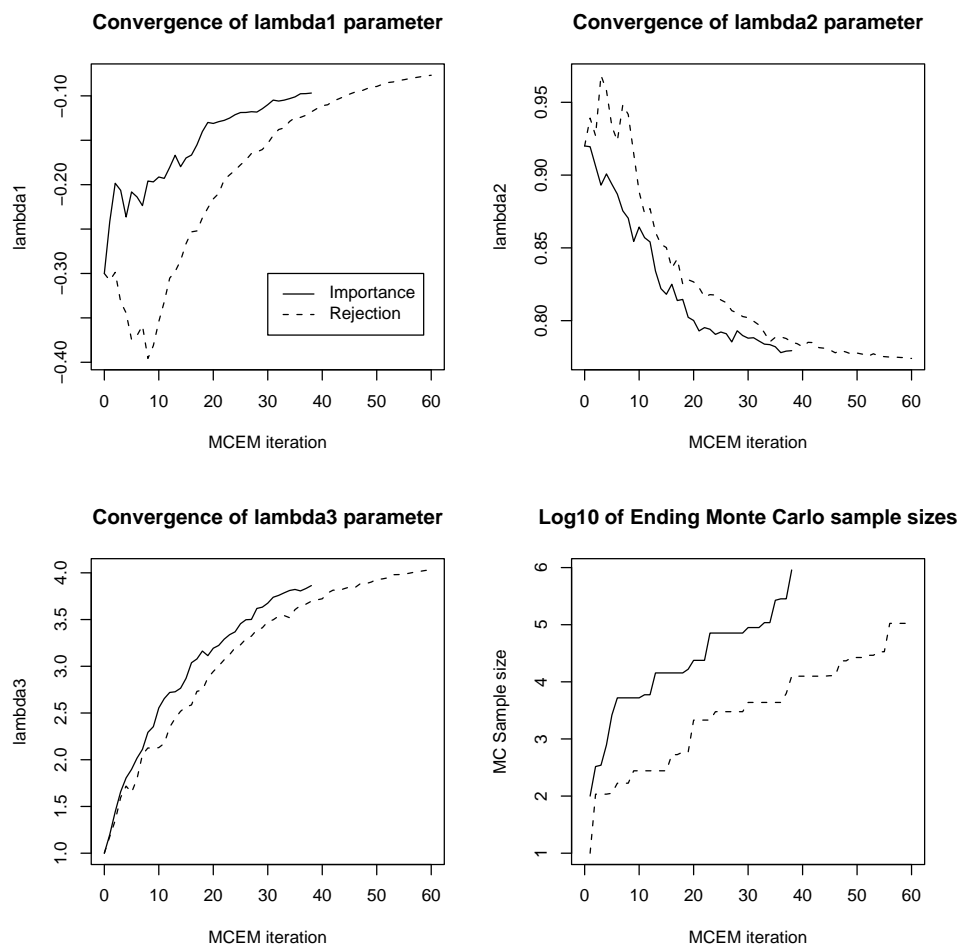 Convergence of lambda1 parameter
lambda1
−0.10
−0.20
−0.30
−0.40
Importance
Rejection
0 10 20 30 40 50 60
MCEM iteration
Convergence of lambda2 parameter
lambda2
0.95
0.90
0.85
0.80
0 10 20 30 40 50 60
MCEM iteration
Convergence of lambda3 parameter
lambda3
4.0
3.5
3.0
2.5
2.0
1.5
1.0
0 10 20 30 40 50 60
MCEM iteration
Log10 of Ending Monte Carlo sample sizes
MC Sample size
6
5
4
3
2
1
0 10 20 30 40 50 60
MCEM iteration